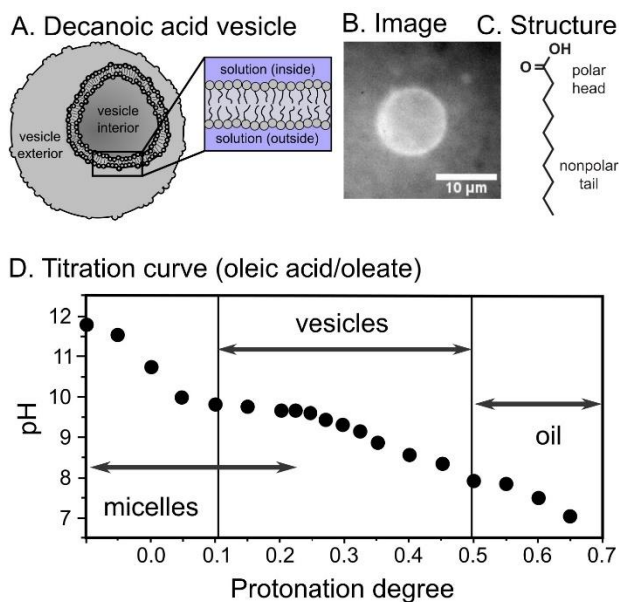 A. Decanoic acid vesicle
B. Image
C. Structure
vesicle
exterior
vesicle
interior
solution (inside)
solution (outside)
10 µm
OH
O
polar
head
nonpolar
tail
D. Titration curve (oleic acid/oleate)
pH
12
11
10
9
8
7
vesicles
oil
micelles
0.0 0.1 0.2 0.3 0.4 0.5 0.6 0.7
Protonation degree